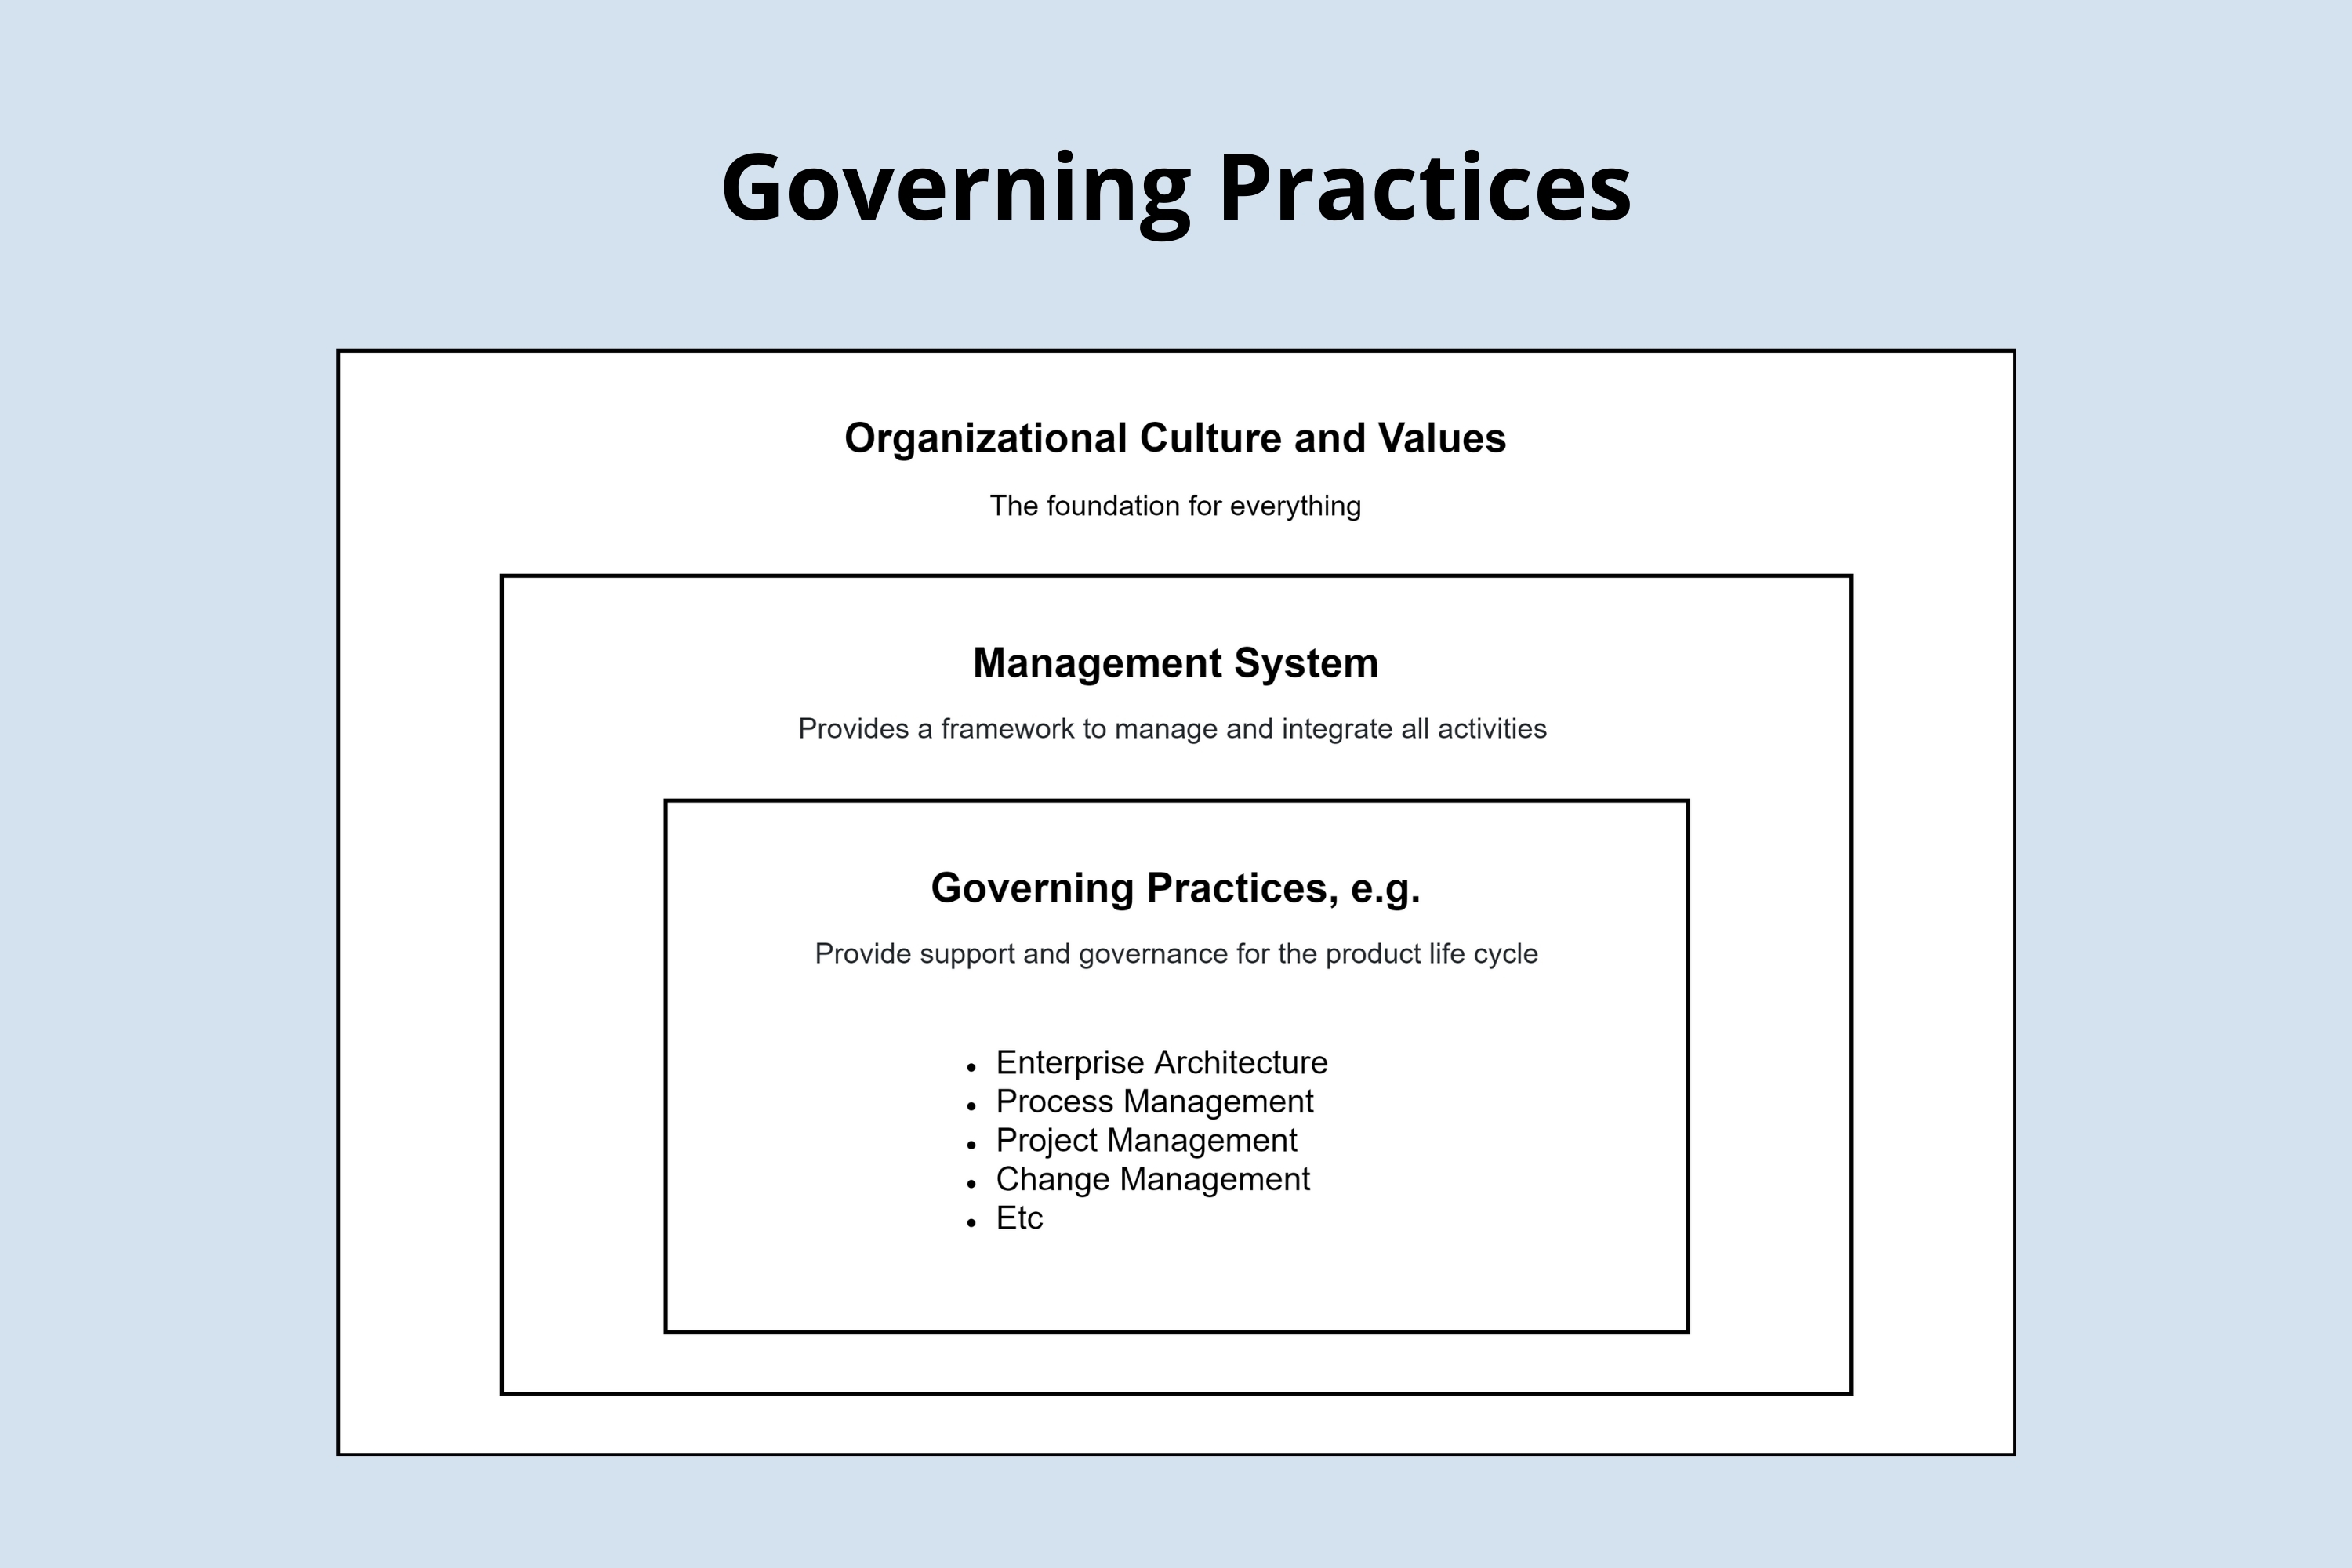 Governing Practices
Organizational Culture and Values
The foundation for everything
Management System
Provides a framework to manage and integrate all activities
Governing Practices, e.g.
Provide support and governance for the product life cycle
• Enterprise Architecture
• Process Management
• Project Management
• Change Management
• Etc